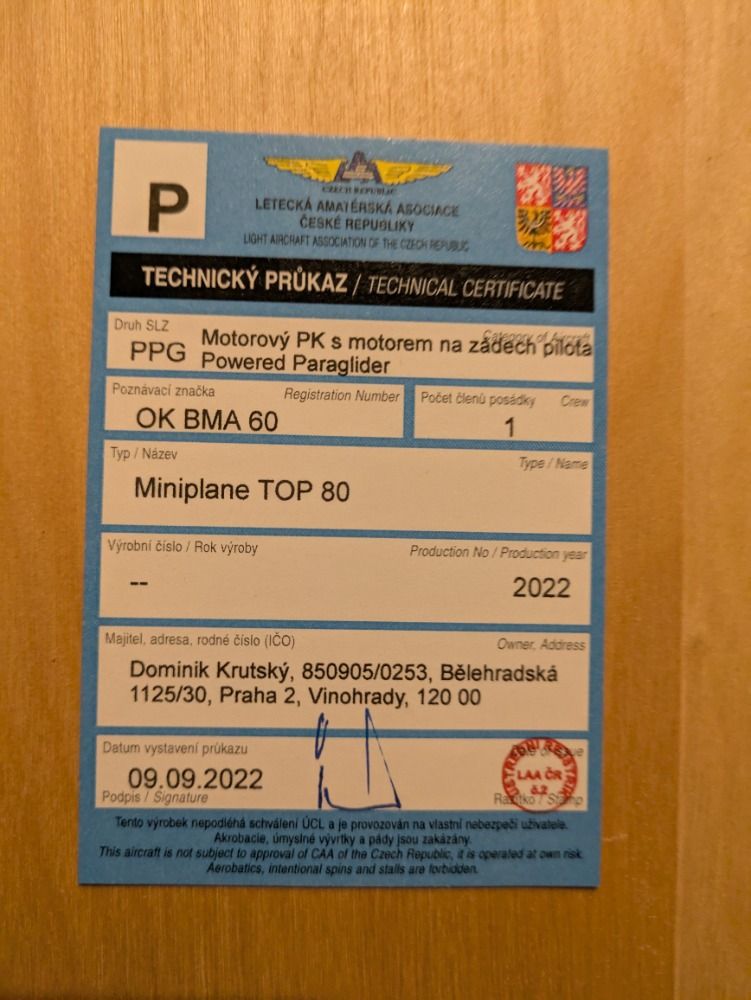 P
CZECH REPUBLIC
LETECKÁ AMATÉRSKÁ ASOCIACE
ČESKÉ REPUBLIKY
LIGHT AIRCRAFT ASSOCIATION OF THE CZECH REPUBLIC
TECHNICKÝ PRŮKAZ / TECHNICAL CERTIFICATE
Druh SLZ Category of Aircraft
PPG Motorový PK s motorem na zádech pilota
Powered Paraglider
Poznávací značka Registration Number
OK BMA 60
Počet členů posádky Crew
1
Typ / Název Type / Name
Miniplane TOP 80
Výrobní číslo / Rok výroby Production No / Production year
-- 2022
Majitel, adresa, rodné číslo (IČO) Owner, Address
Dominik Krutský, 850905/0253, Bělehradská
1125/30, Praha 2, Vinohrady, 120 00
Datum vystavení průkazu Date of Issue
09.09.2022
LAA ČR
č.2
Podpis / Signature Razítko / Stamp
Tento výrobek nepodléhá schválení ÚCL a je provozován na vlastní nebezpečí uživatele.
Akrobacie, úmyslné vývrtky a pády jsou zakázány.
This aircraft is not subject to approval of CAA of the Czech Republic, it is operated at own risk.
Aerobatics, intentional spins and stalls are forbidden.